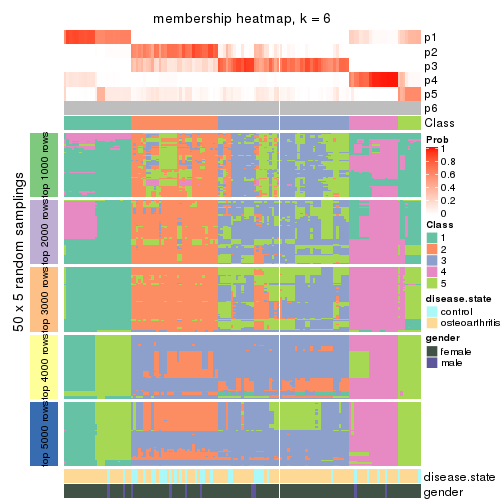 membership heatmap, k = 6
p1
p2
p3
p4
p5
p6
Class
50 x 5 random samplings
top 1000 rows
top 2000 rows
top 3000 rows
top 4000 rows
top 5000 rows
disease.state
gender
Prob
1
0.8
0.6
0.4
0.2
0
Class
1
2
3
4
5
disease.state
control
osteoarthritis
gender
female
male